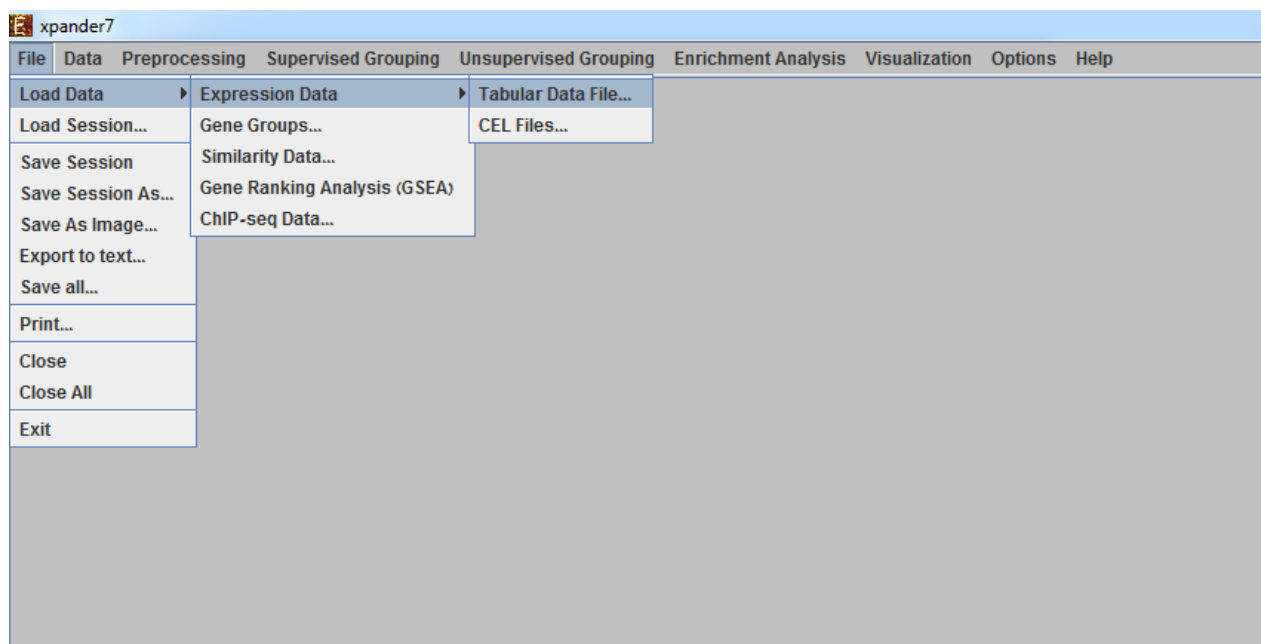 xpander7
File Data Preprocessing Supervised Grouping Unsupervised Grouping Enrichment Analysis Visualization Options Help
Load Data
Load Session...
Save Session
Save Session As...
Save As Image...
Export to text...
Save all...
Print...
Close
Close All
Exit
Expression Data
Gene Groups...
Similarity Data...
Gene Ranking Analysis (GSEA)
ChIP-seq Data...
Tabular Data File...
CEL Files...